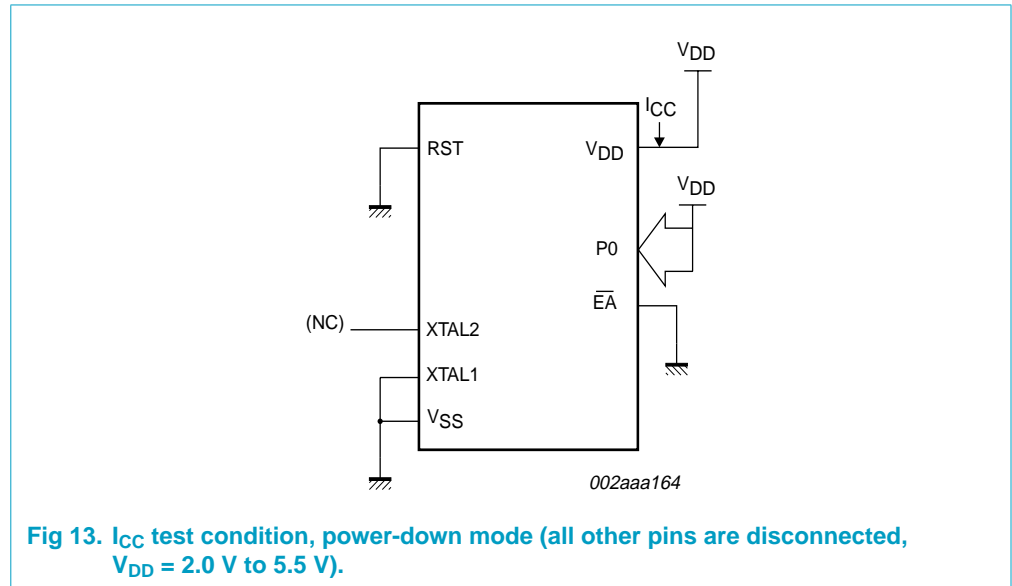 VDD
ICC
RST
VDD
VDD
P0
EA
(NC)
XTAL2
XTAL1
VSS
002aaa164
Fig 13. ICC test condition, power-down mode (all other pins are disconnected,
VDD = 2.0 V to 5.5 V).